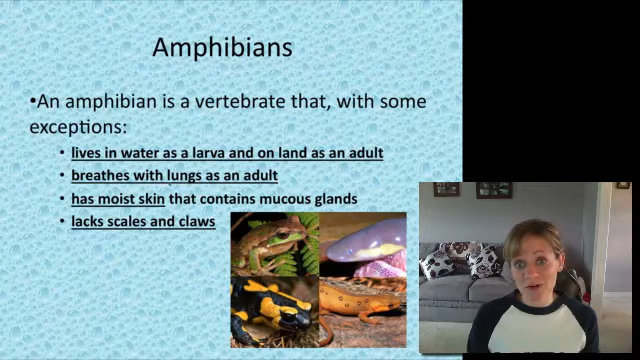 Amphibians
•An amphibian is a vertebrate that, with some
exceptions:
• lives in water as a larva and on land as an adult
• breathes with lungs as an adult
• has moist skin that contains mucous glands
• lacks scales and claws